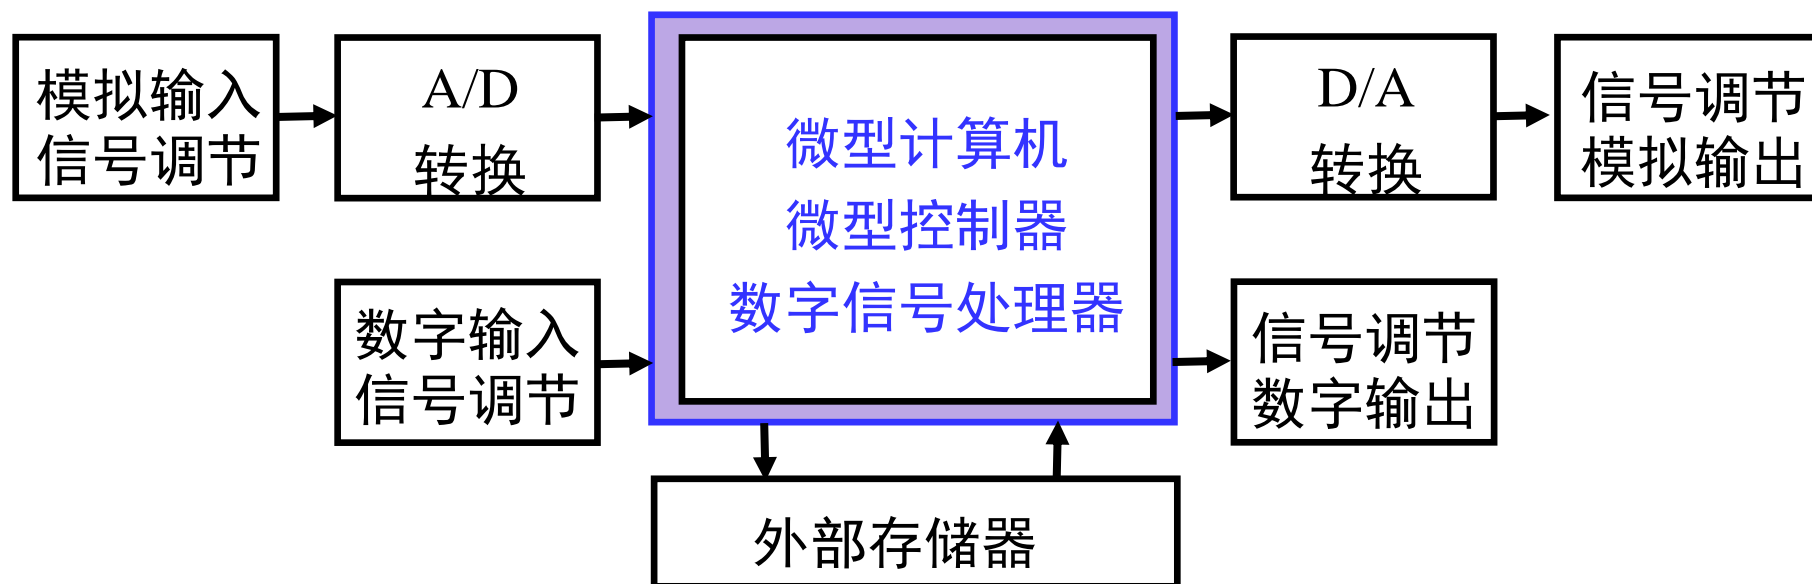 模拟输入
信号调节
A/D
转换
微型计算机
微型控制器
数字信号处理器
D/A
转换
信号调节
模拟输出
数字输入
信号调节
信号调节
数字输出
外部存储器